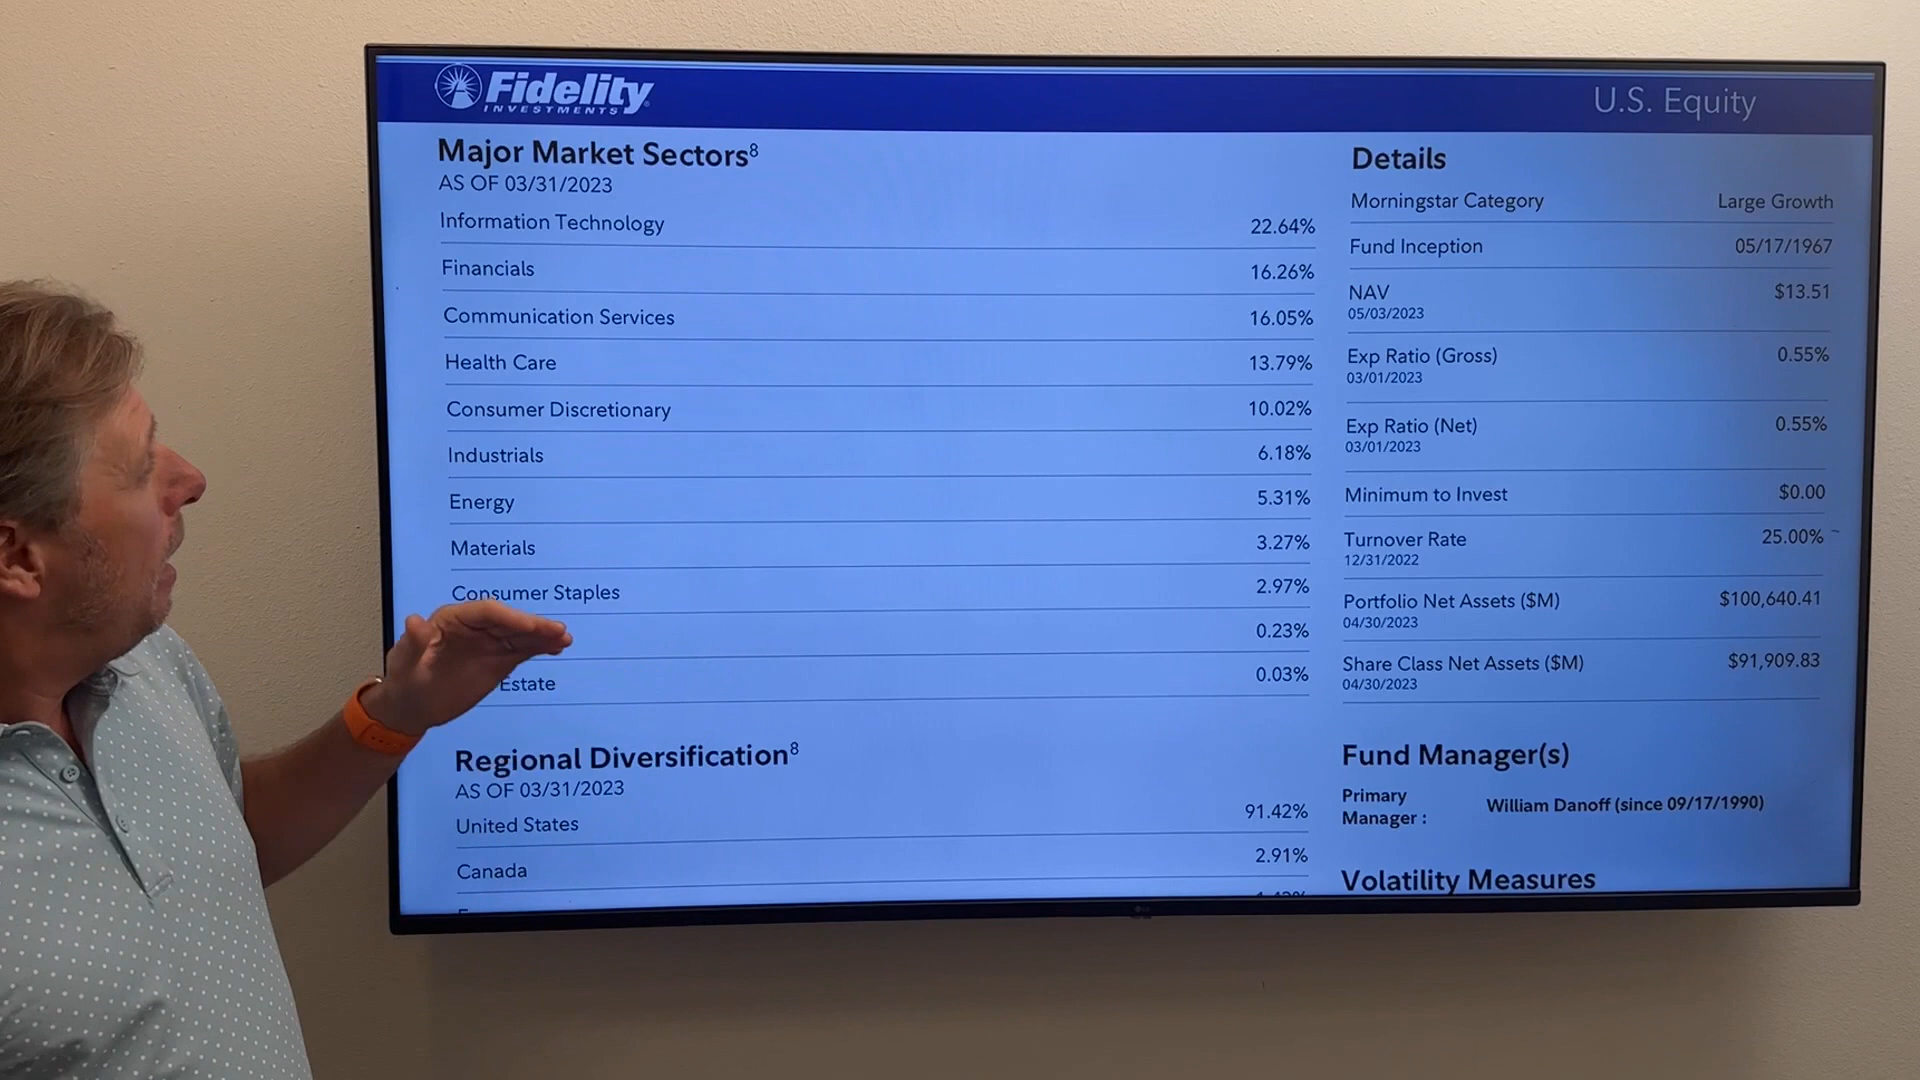 Fidelity
INVESTMENTS
U.S. Equity
Major Market Sectors8
AS OF 03/31/2023
Information Technology 22.64%
Financials 16.26%
Communication Services 16.05%
Health Care 13.79%
Consumer Discretionary 10.02%
Industrials 6.18%
Energy 5.31%
Materials 3.27%
Consumer Staples 2.97%
0.23%
Estate 0.03%
Regional Diversification8
AS OF 03/31/2023
United States 91.42%
Canada 2.91%
Details
Morningstar Category Large Growth
Fund Inception 05/17/1967
NAV $13.51
05/03/2023
Exp Ratio (Gross) 0.55%
03/01/2023
Exp Ratio (Net) 0.55%
03/01/2023
Minimum to Invest $0.00
Turnover Rate 25.00%
12/31/2022
Portfolio Net Assets ($M) $100,640.41
04/30/2023
Share Class Net Assets ($M) $91,909.83
04/30/2023
Fund Manager(s)
Primary
Manager : William Danoff (since 09/17/1990)
Volatility Measures